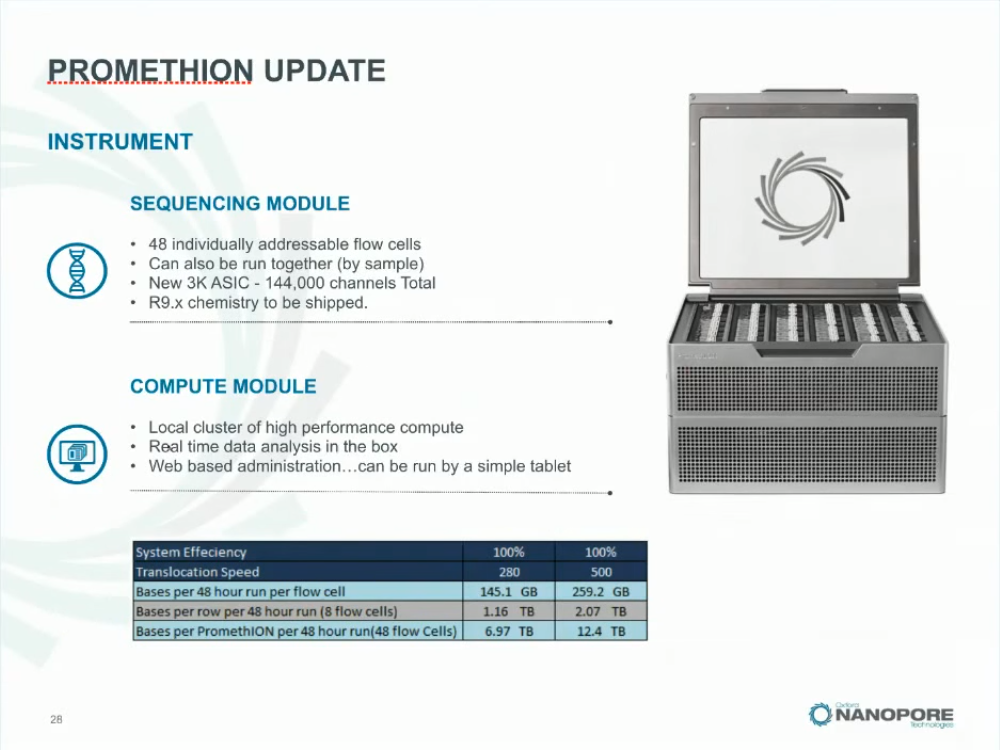 PROMETHION UPDATE
INSTRUMENT
SEQUENCING MODULE
• 48 individually addressable flow cells
• Can also be run together (by sample)
• New 3K ASIC - 144,000 channels Total
• R9.x chemistry to be shipped.
COMPUTE MODULE
• Local cluster of high performance compute
• Real time data analysis in the box
• Web based administration…can be run by a simple tablet
System Effeciency 100% 100%
Translocation Speed 280 500
Bases per 48 hour run per flow cell 145.1 GB 259.2 GB
Bases per row per 48 hour run (8 flow cells) 1.16 TB 2.07 TB
Bases per PromethION per 48 hour run(48 flow Cells) 6.97 TB 12.4 TB
28
Oxford
NANOPORE
Technologies